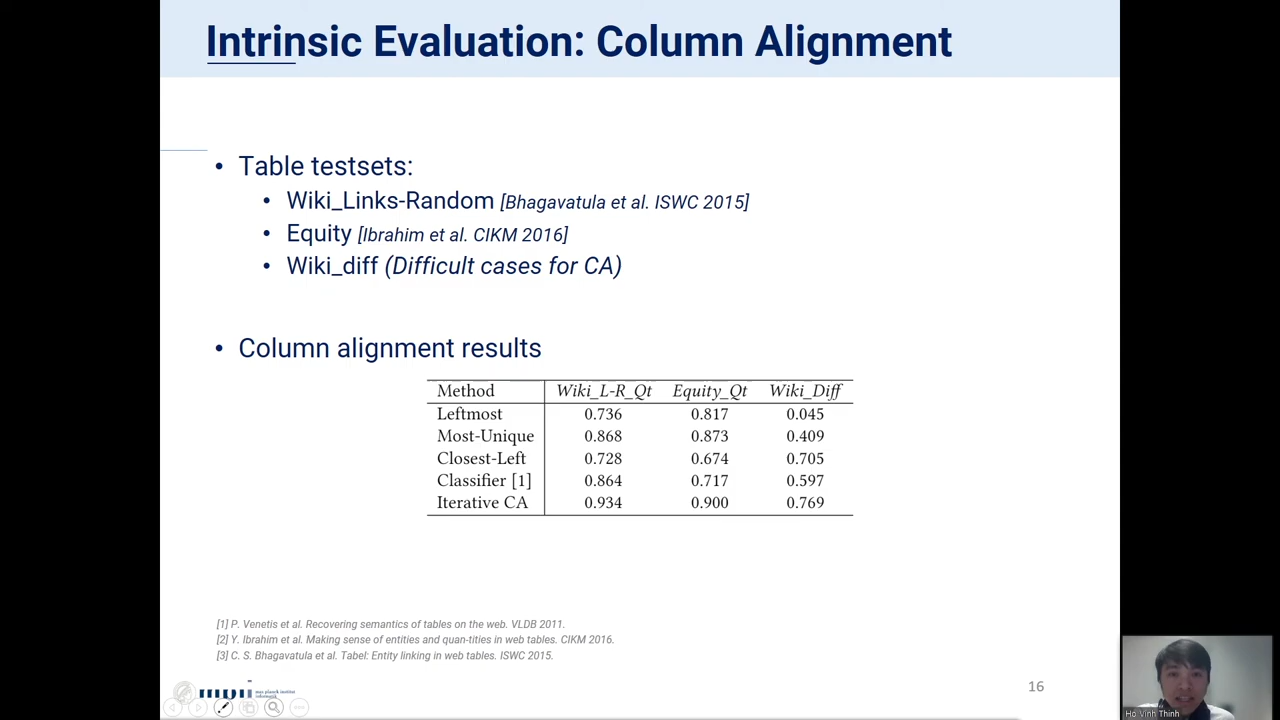 Intrinsic Evaluation: Column Alignment
• Table testsets:
• Wiki_Links-Random [Bhagavatula et al. ISWC 2015]
• Equity [Ibrahim et al. CIKM 2016]
• Wiki_diff (Difficult cases for CA)
• Column alignment results
Method Wiki_L-R_Qt Equity_Qt Wiki_Diff
Leftmost 0.736 0.817 0.045
Most-Unique 0.868 0.873 0.409
Closest-Left 0.728 0.674 0.705
Classifier [1] 0.864 0.717 0.597
Iterative CA 0.934 0.900 0.769
[1] P. Venetis et al. Recovering semantics of tables on the web. VLDB 2011.
[2] Y. Ibrahim et al. Making sense of entities and quan-tities in web tables. CIKM 2016.
[3] C. S. Bhagavatula et al. Tabel: Entity linking in web tables. ISWC 2015.
max planck institut
informatik
16
Ho Vinh Thinh